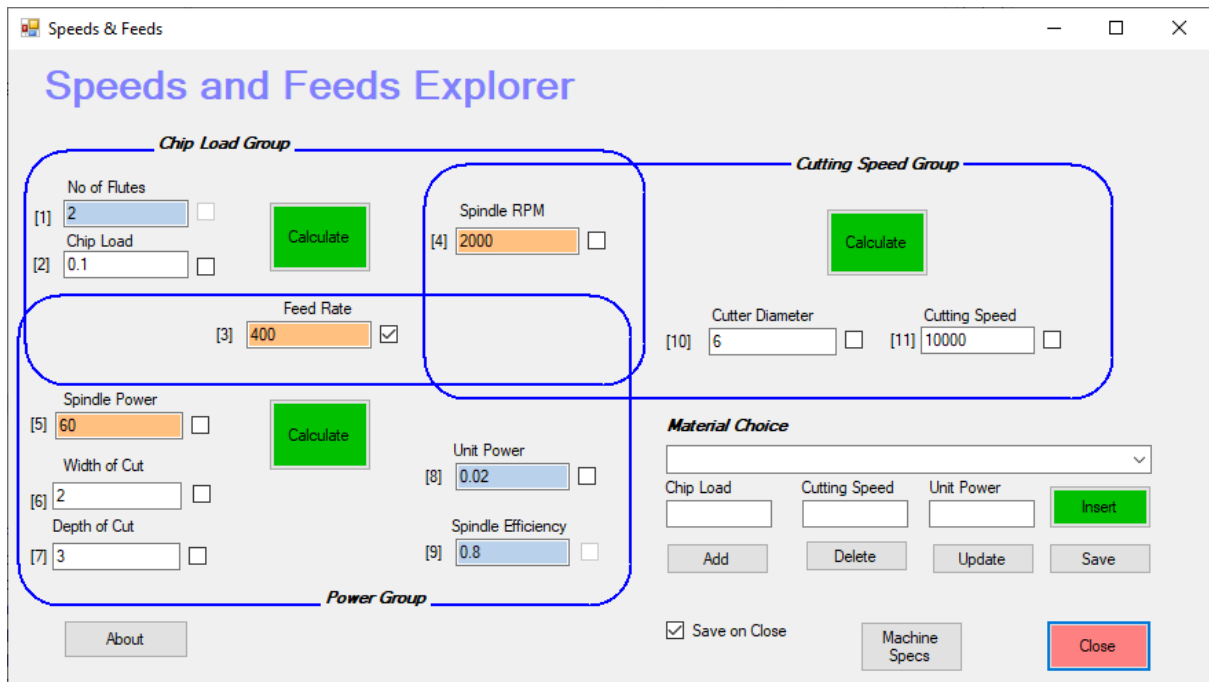 Speeds & Feeds
Speeds and Feeds Explorer
Chip Load Group
Cutting Speed Group
No of Flutes
[1] 2
Calculate
Chip Load
[2] 0.1
Spindle RPM
[4] 2000
Calculate
Feed Rate
[3] 400
Cutter Diameter
[10] 6
Cutting Speed
[11] 10000
Spindle Power
[5] 60
Calculate
Width of Cut
[6] 2
Depth of Cut
[7] 3
Unit Power
[8] 0.02
Spindle Efficiency
[9] 0.8
Power Group
Material Choice
Chip Load Cutting Speed Unit Power
Insert
Add Delete Update Save
About
Save on Close
Machine
Specs
Close